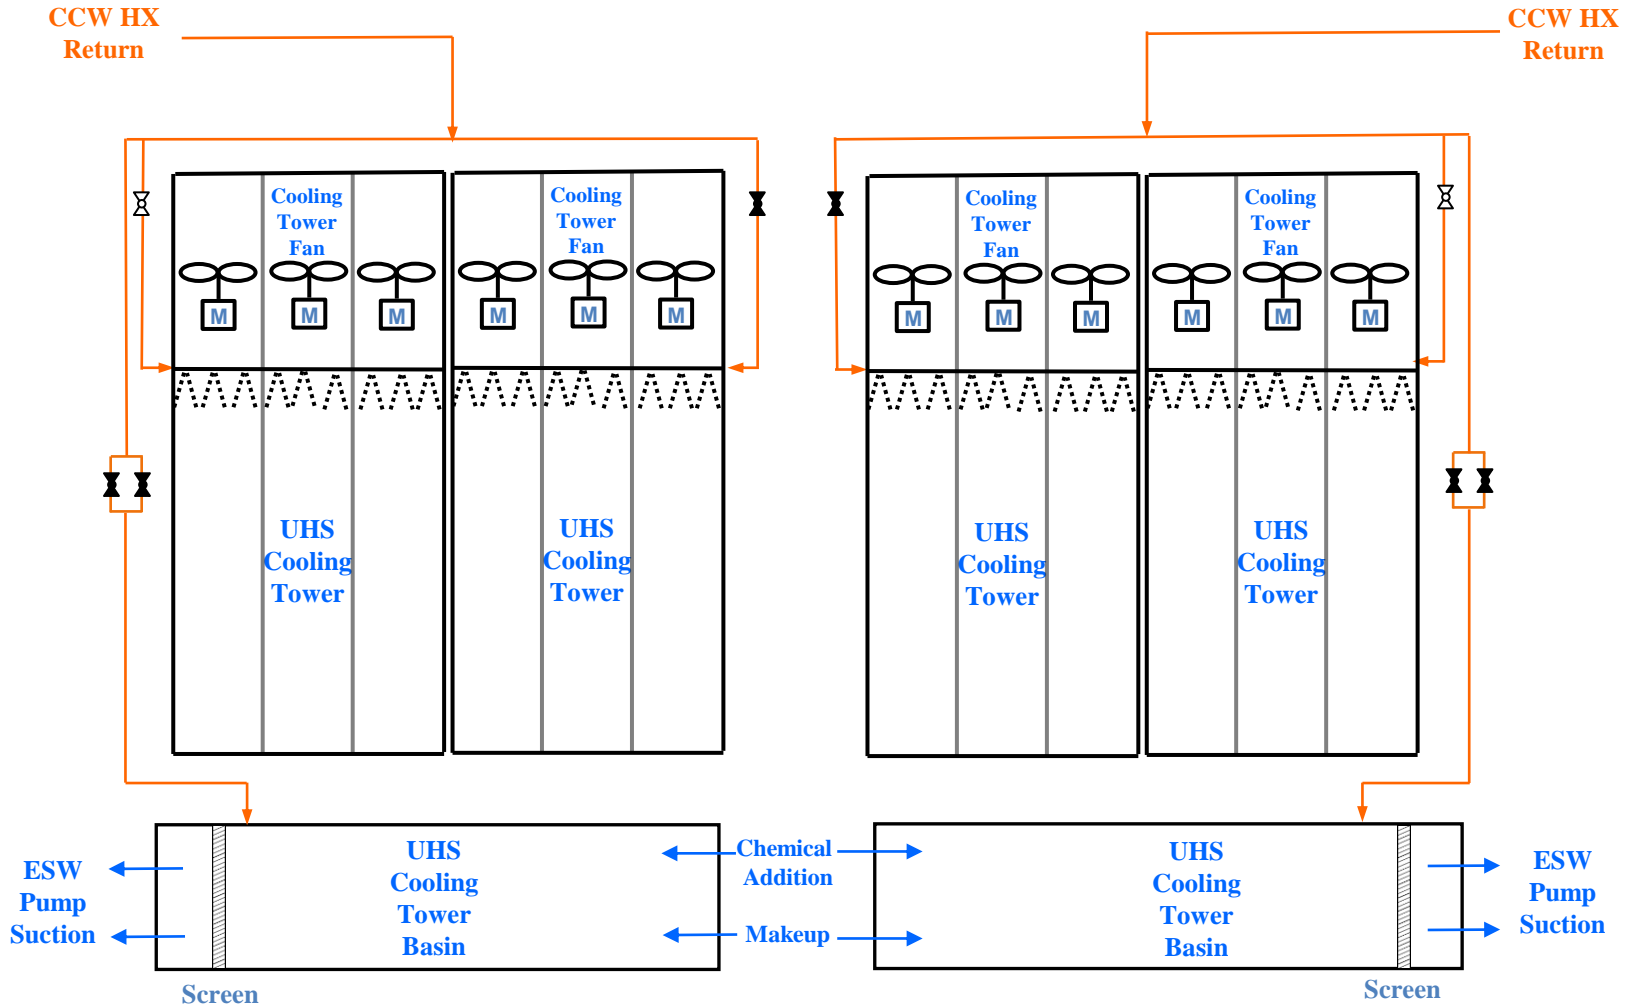 CCW HX
Return
CCW HX
Return
Cooling
Tower
Fan
Cooling
Tower
Fan
Cooling
Tower
Fan
Cooling
Tower
Fan
M
M
M
M
M
M
M
M
M
M
M
M
UHS
Cooling
Tower
UHS
Cooling
Tower
UHS
Cooling
Tower
UHS
Cooling
Tower
ESW
Pump
Suction
UHS
Cooling
Tower
Basin
Chemical
Addition
Makeup
UHS
Cooling
Tower
Basin
ESW
Pump
Suction
Screen
Screen